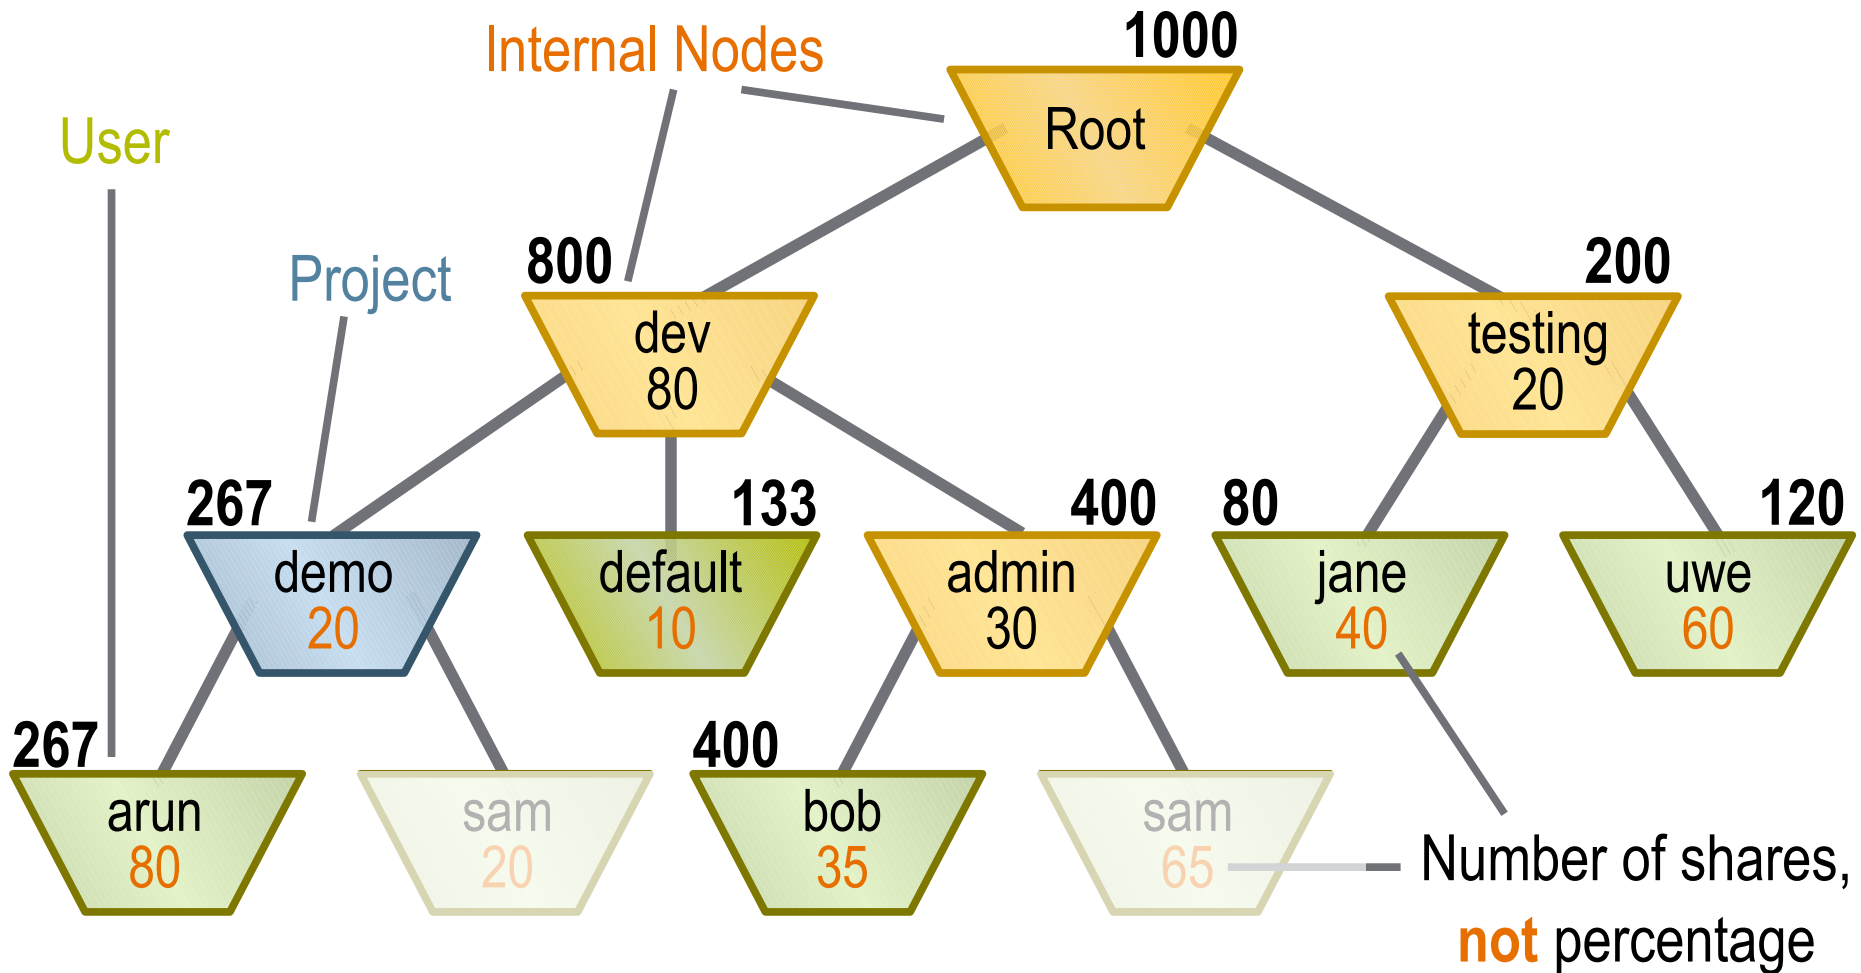 Internal Nodes
1000
Root
User
Project
800
200
dev
80
testing
20
267
133
400
80
120
demo
20
default
10
admin
30
jane
40
uwe
60
267
400
arun
80
sam
20
bob
35
sam
65
Number of shares,
not percentage